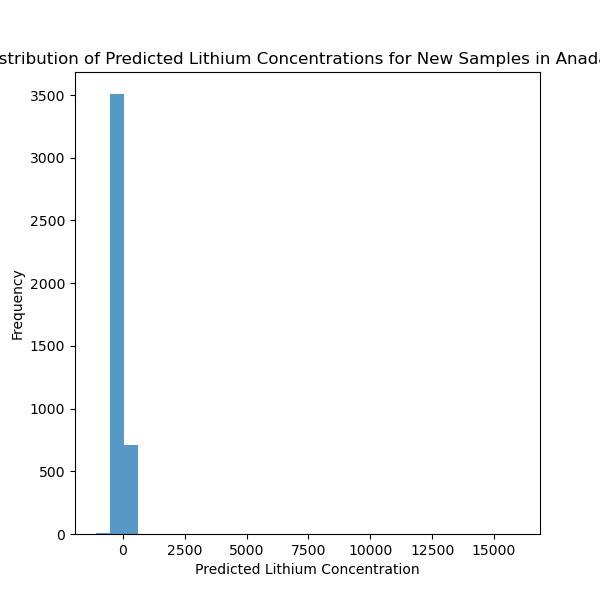 stribution of Predicted Lithium Concentrations for New Samples in Anada
3500
3000
2500
2000
1500
1000
500
0
Frequency
0 2500 5000 7500 10000 12500 15000
Predicted Lithium Concentration